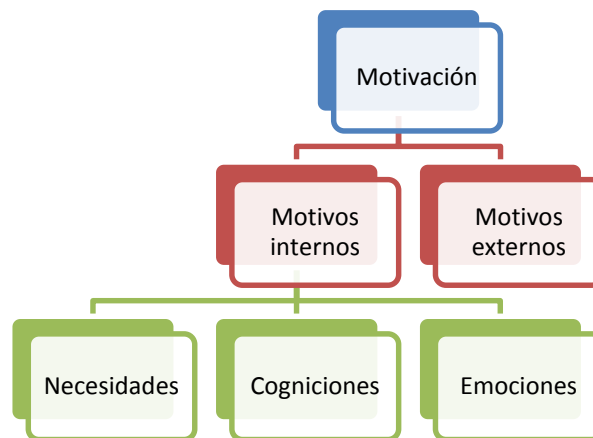 Motivación
Motivos
internos
Motivos
externos
Necesidades
Cogniciones
Emociones